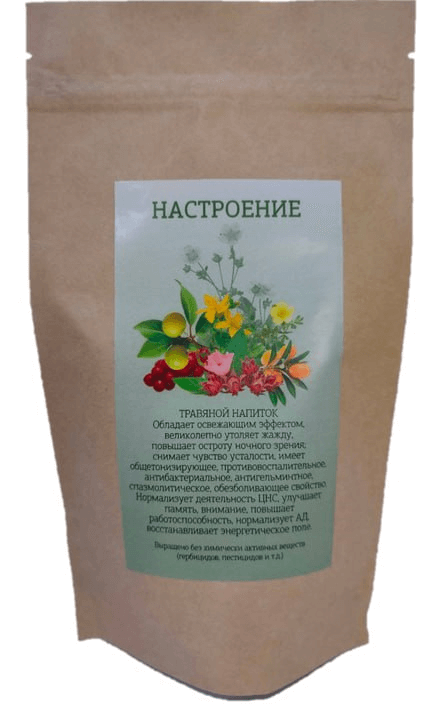 НАСТРОЕНИЕ
ТРАВЯНОЙ НАПИТОК
Обладает освежающим эффектом,
великолепно утоляет жажду,
повышает остроту ночного зрения;
снимает чувство усталости, имеет
общетонизирующее, противовоспалительное,
антибактериальное, антигельминтное,
спазмолитическое, обезболивающее свойство.
Нормализует деятельность ЦНС, улучшает
память, внимание, повышает
работоспособность, нормализует АД,
восстанавливает энергетическое поле.
Выращено без химически активных веществ
(гербицидов, пестицидов и т.д.)